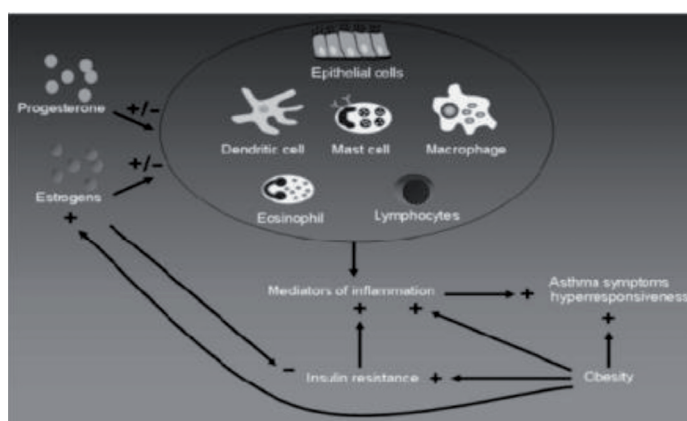 Epithelial cells
Progesterone
+/-
Dendritic cell
Mast cell
Macrophage
+/-
Estrogens
+
Eosinophil
Lymphocytes
Mediators of inflammation
+ Asthma symptoms
hyperresponsiveness
+ +
+
- Insulin resistance +
Obesity